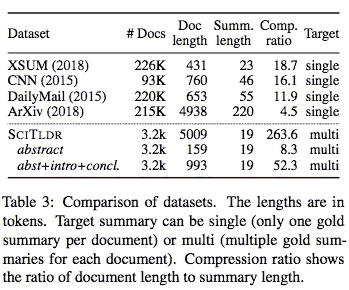 Dataset # Docs Doc length Summ. length Comp. ratio Target
XSUM (2018) 226K 431 23 18.7 single
CNN (2015) 93K 760 46 16.1 single
DailyMail (2015) 220K 653 55 11.9 single
ArXiv (2018) 215K 4938 220 4.5 single
SCITLDR 3.2k 5009 19 263.6 multi
abstract 3.2k 159 19 8.3 multi
abst+intro+concl. 3.2k 993 19 52.3 multi
Table 3: Comparison of datasets. The lengths are in
tokens. Target summary can be single (only one gold
summary per document) or multi (multiple gold sum-
maries for each document). Compression ratio shows
the ratio of document length to summary length.